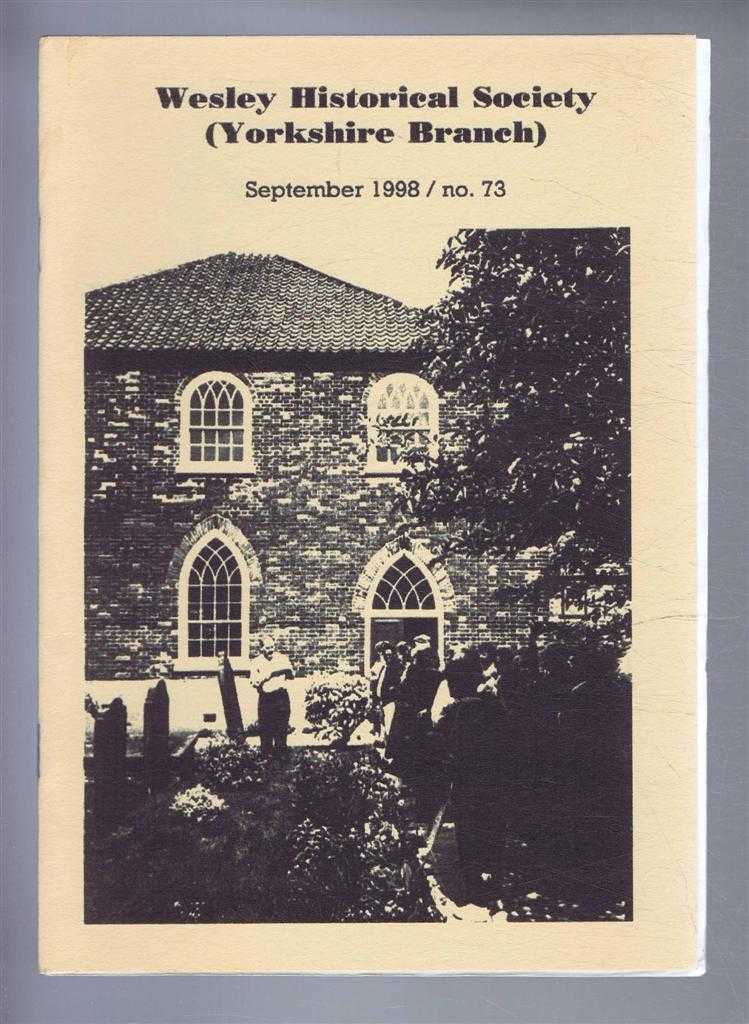 Wesley Historical Society
(Yorkshire Branch)
September 1998 / no. 73